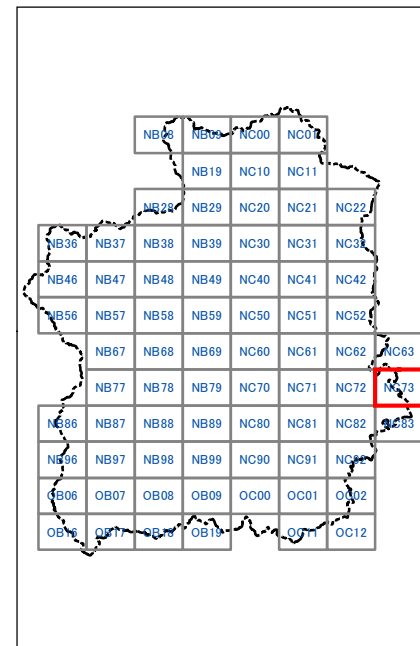 NB08 NB09 NC00 NC01
NB19 NC10 NC11
NB28 NB29 NC20 NC21 NC22
NB36 NB37 NB38 NB39 NC30 NC31 NC32
NB46 NB47 NB48 NB49 NC40 NC41 NC42
NB56 NB57 NB58 NB59 NC50 NC51 NC52
NB67 NB68 NB69 NC60 NC61 NC62 NC63
NB77 NB78 NB79 NC70 NC71 NC72 NC73
NB86 NB87 NB88 NB89 NC80 NC81 NC82 NC83
NB96 NB97 NB98 NB99 NC90 NC91 NC92
OB06 OB07 OB08 OB09 OC00 OC01 OC02
OB16 OB17 OB18 OB19 OC11 OC12